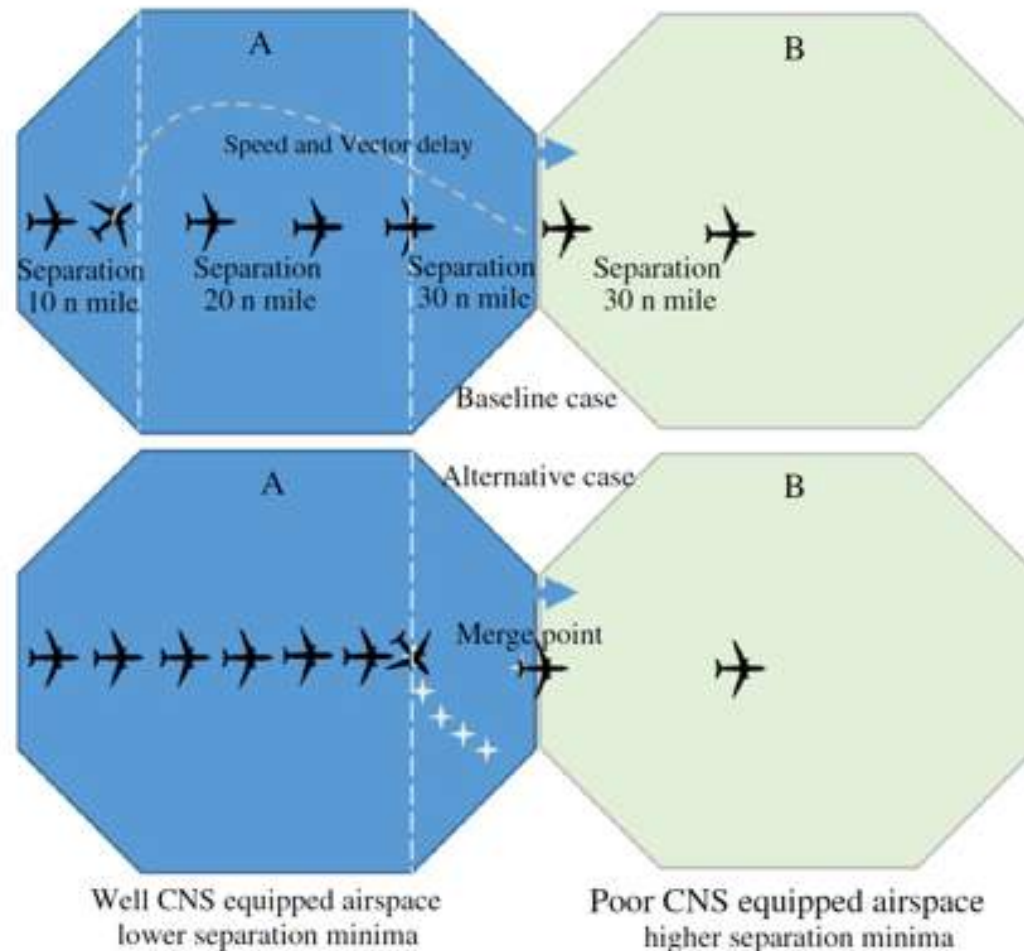 A
B
Speed and Vector delay
Separation
10 n mile
Separation
20 n mile
Separation
30 n mile
Separation
30 n mile
Baseline case
Alternative case
A
B
Merge point
Well CNS equipped airspace
lower separation minima
Poor CNS equipped airspace
higher separation minima